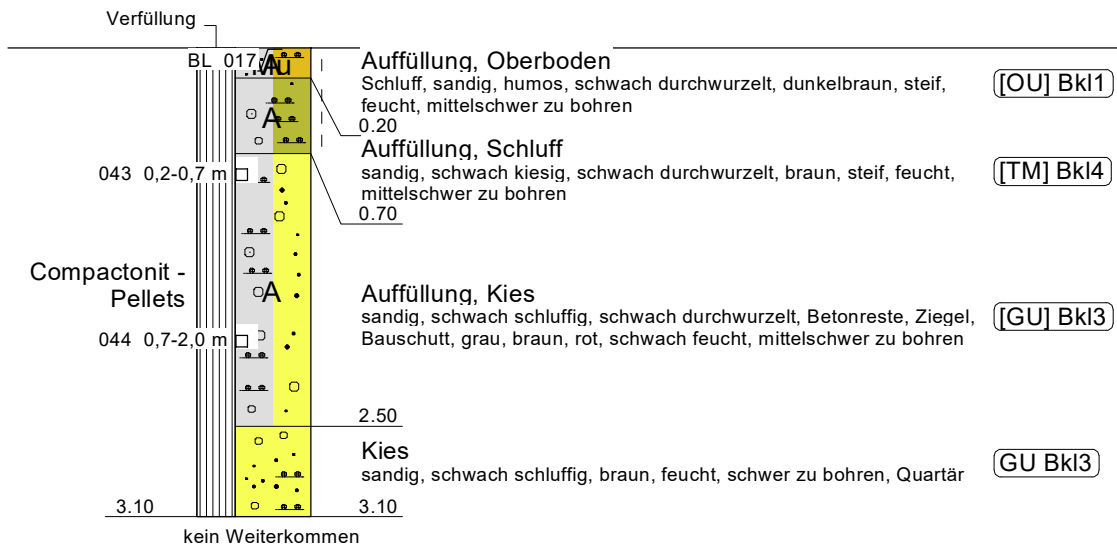 Verfüllung
BL 017
Mu
Auffüllung, Oberboden
Schluff, sandig, humos, schwach durchwurzelt, dunkelbraun, steif,
feucht, mittelschwer zu bohren
[OU] Bkl1
0.20
A
Auffüllung, Schluff
sandig, schwach kiesig, schwach durchwurzelt, braun, steif, feucht,
mittelschwer zu bohren
[TM] Bkl4
043 0,2-0,7 m
0.70
Compactonit -
Pellets
A
Auffüllung, Kies
sandig, schwach schluffig, schwach durchwurzelt, Betonreste, Ziegel,
Bauschutt, grau, braun, rot, schwach feucht, mittelschwer zu bohren
[GU] Bkl3
044 0,7-2,0 m
2.50
Kies
sandig, schwach schluffig, braun, feucht, schwer zu bohren, Quartär
GU Bkl3
3.10
3.10
kein Weiterkommen